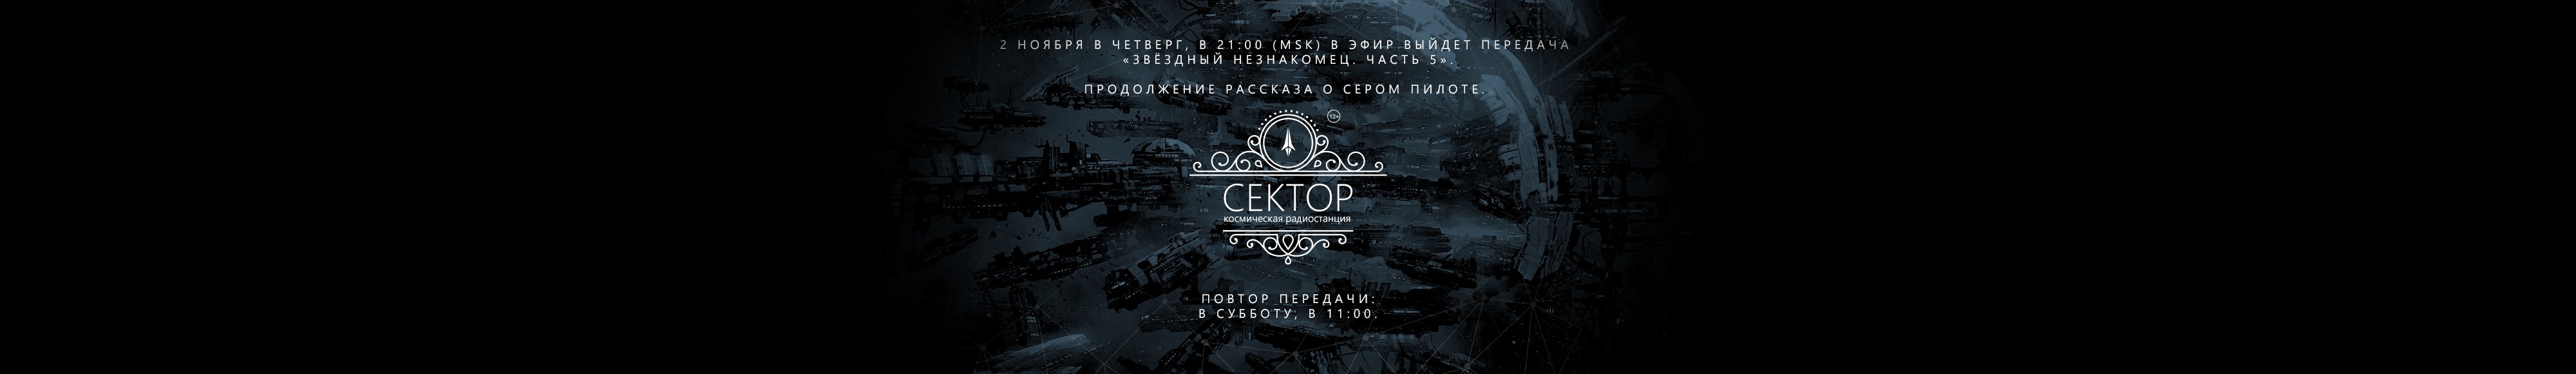 2 НОЯБРЯ В ЧЕТВЕРГ, В 21:00 (MSK) В ЭФИР ВЫЙДЕТ ПЕРЕДАЧА
«ЗВЁЗДНЫЙ НЕЗНАКОМЕЦ. ЧАСТЬ 5».
ПРОДОЛЖЕНИЕ РАССКАЗА О СЕРОМ ПИЛОТЕ.
12+
СЕКТОР
космическая радиостанция
ПОВТОР ПЕРЕДАЧИ:
В СУББОТУ, В 11:00.